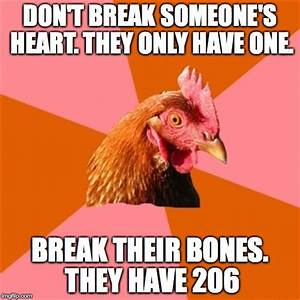 DON'T BREAK SOMEONE'S
HEART. THEY ONLY HAVE ONE.
BREAK THEIR BONES.
THEY HAVE 206
imgflip.com